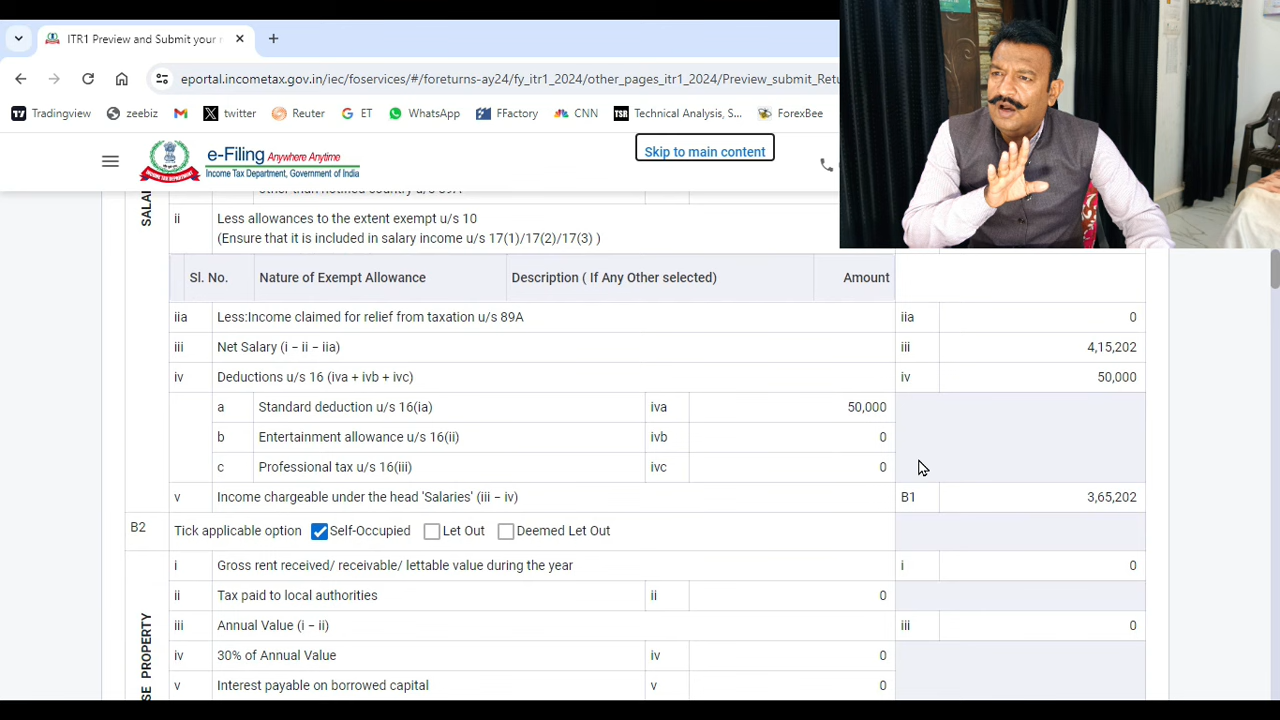 ITR1 Preview and Submit your r
eportal.incometax.gov.in/iec/foservices/#/foreturns-ay24/fy_itr1_2024/other_pages_itr1_2024/Preview_submit_Retu
Tradingview zeebiz twitter Reuter ET WhatsApp FFactory CNN Technical Analysis, S... ForexBee
e-Filing Anywhere Anytime
Income Tax Department, Government of India
Skip to main content
SALA
ii Less allowances to the extent exempt u/s 10
(Ensure that it is included in salary income u/s 17(1)/17(2)/17(3) )
Sl. No. Nature of Exempt Allowance Description ( If Any Other selected) Amount
iia Less:Income claimed for relief from taxation u/s 89A iia 0
iii Net Salary (i − ii − iia) iii 4,15,202
iv Deductions u/s 16 (iva + ivb + ivc) iv 50,000
a Standard deduction u/s 16(ia) iva 50,000
b Entertainment allowance u/s 16(ii) ivb 0
c Professional tax u/s 16(iii) ivc 0
v Income chargeable under the head 'Salaries' (iii − iv) B1 3,65,202
B2 Tick applicable option Self-Occupied Let Out Deemed Let Out
i Gross rent received/ receivable/ lettable value during the year i 0
ii Tax paid to local authorities ii 0
iii Annual Value (i − ii) iii 0
iv 30% of Annual Value iv 0
v Interest payable on borrowed capital v 0
SE PROPERTY